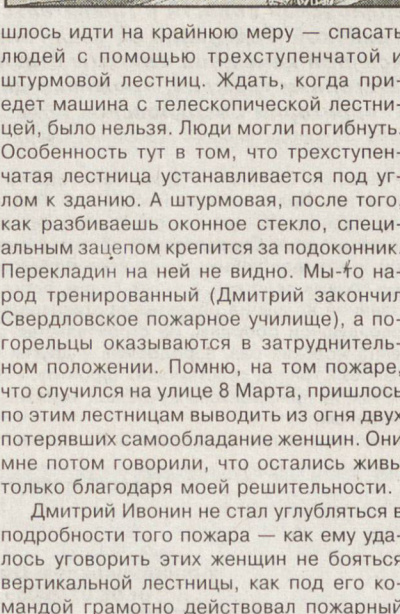 шлось идти на крайнюю меру — спасать
людей с помощью трехступенчатой и
штурмовой лестниц. Ждать, когда при-
едет машина с телескопической лестни-
цей, было нельзя. Люди могли погибнуть.
Особенность тут в том, что трехступен-
чатая лестница устанавливается под уг-
лом к зданию. А штурмовая, после того,
как разбиваешь оконное стекло, специ-
альным зацепом крепится за подоконник.
Перекладин на ней не видно. Мы-то на-
род тренированный (Дмитрий закончил
Свердловское пожарное училище), а по-
горельцы оказываются в затруднитель-
ном положении. Помню, на том пожаре,
что случился на улице 8 Марта, пришлось
по этим лестницам выводить из огня двух
потерявших самообладание женщин. Они
мне потом говорили, что остались живы
только благодаря моей решительности.
Дмитрий Ивонин не стал углубляться в
подробности того пожара — как ему уда-
лось уговорить этих женщин не бояться
вертикальной лестницы, как под его ко-
мандой грамотно действовал пожарный